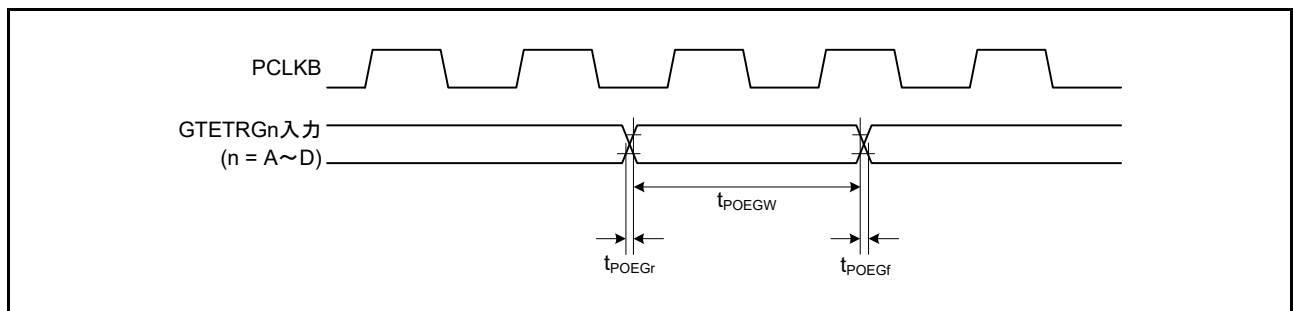 PCLKB
GTETRGn入力
(n = A～D)
tPOEGW
tPOEGr
tPOEGf